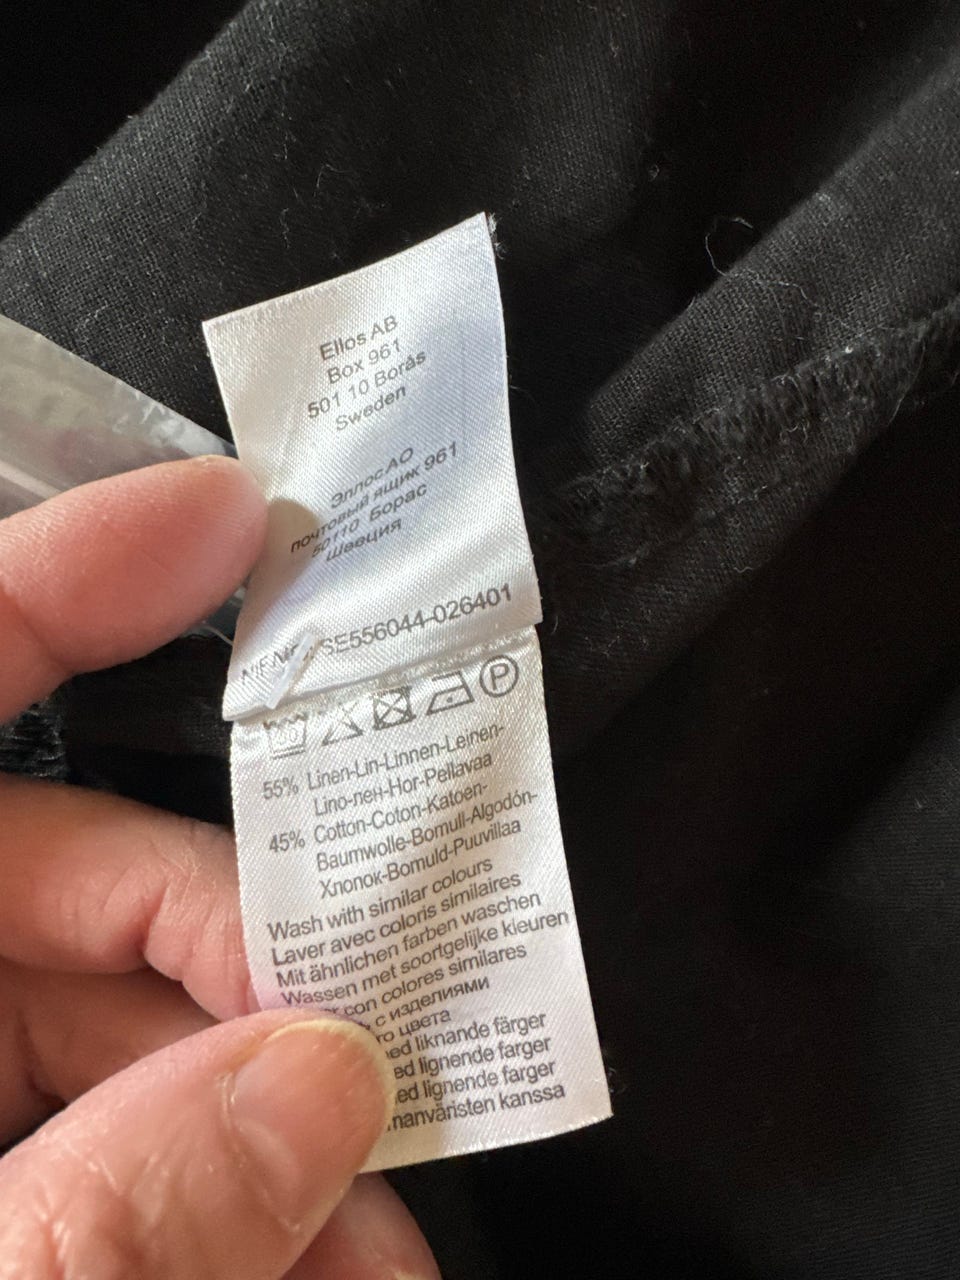 Ellos AB
Box 961
501 10 Borås
Sweden
Эллос АО
почтовый ящик 961
50110 Борас
Швеция
SE556044-026401
P
55% Linen-Lin-Linnen-Leinen-
Lino-лен-Hor-Pellavaa
45% Cotton-Coton-Katoen-
Baumwolle-Bomull-Algodón-
Хлопок-Bomuld-Puuvillaa
Wash with similar colours
Laver avec coloris similaires
Mit ähnlichen farben waschen
Wassen met soortgelijke kleuren
con colores similares
с изделиями
цвета
liknande färger
lignende farger
lignende farger
kanssa